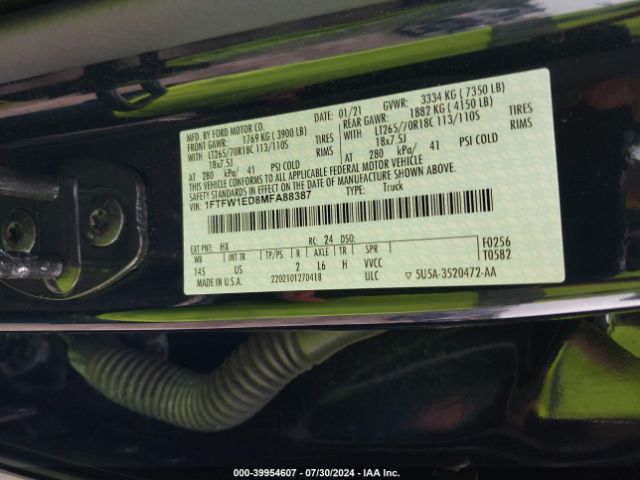 MFD. BY FORD MOTOR CO.
DATE: 01/21 GVWR: 3334 KG ( 7350 LB)
FRONT GAWR: 1769 KG ( 3900 LB)
REAR GAWR: 1882 KG ( 4150 LB)
WITH LT265/70R18C 113/110S TIRES
WITH LT265/70R18C 113/110S TIRES
18x7.5J RIMS
18x7.5J RIMS
AT 280 kPa/ 41 PSI COLD
AT 280 kPa/ 41 PSI COLD
THIS VEHICLE CONFORMS TO ALL APPLICABLE FEDERAL MOTOR VEHICLE
SAFETY STANDARDS IN EFFECT ON THE DATE OF MANUFACTURE SHOWN ABOVE.
VIN: 1FTFW1ED8MFA88387
TYPE: Truck
EXT PNT: HX RC: 24 DSO:
WB INT TR TP/PS R AXLE TR SPR
145 US 2 L6 H VVCC
F0256
T0582
MADE IN U.S.A. 2202101270418 ULC 5U5A-3520472-AA
000-39954607 - 07/30/2024 - IAA Inc.